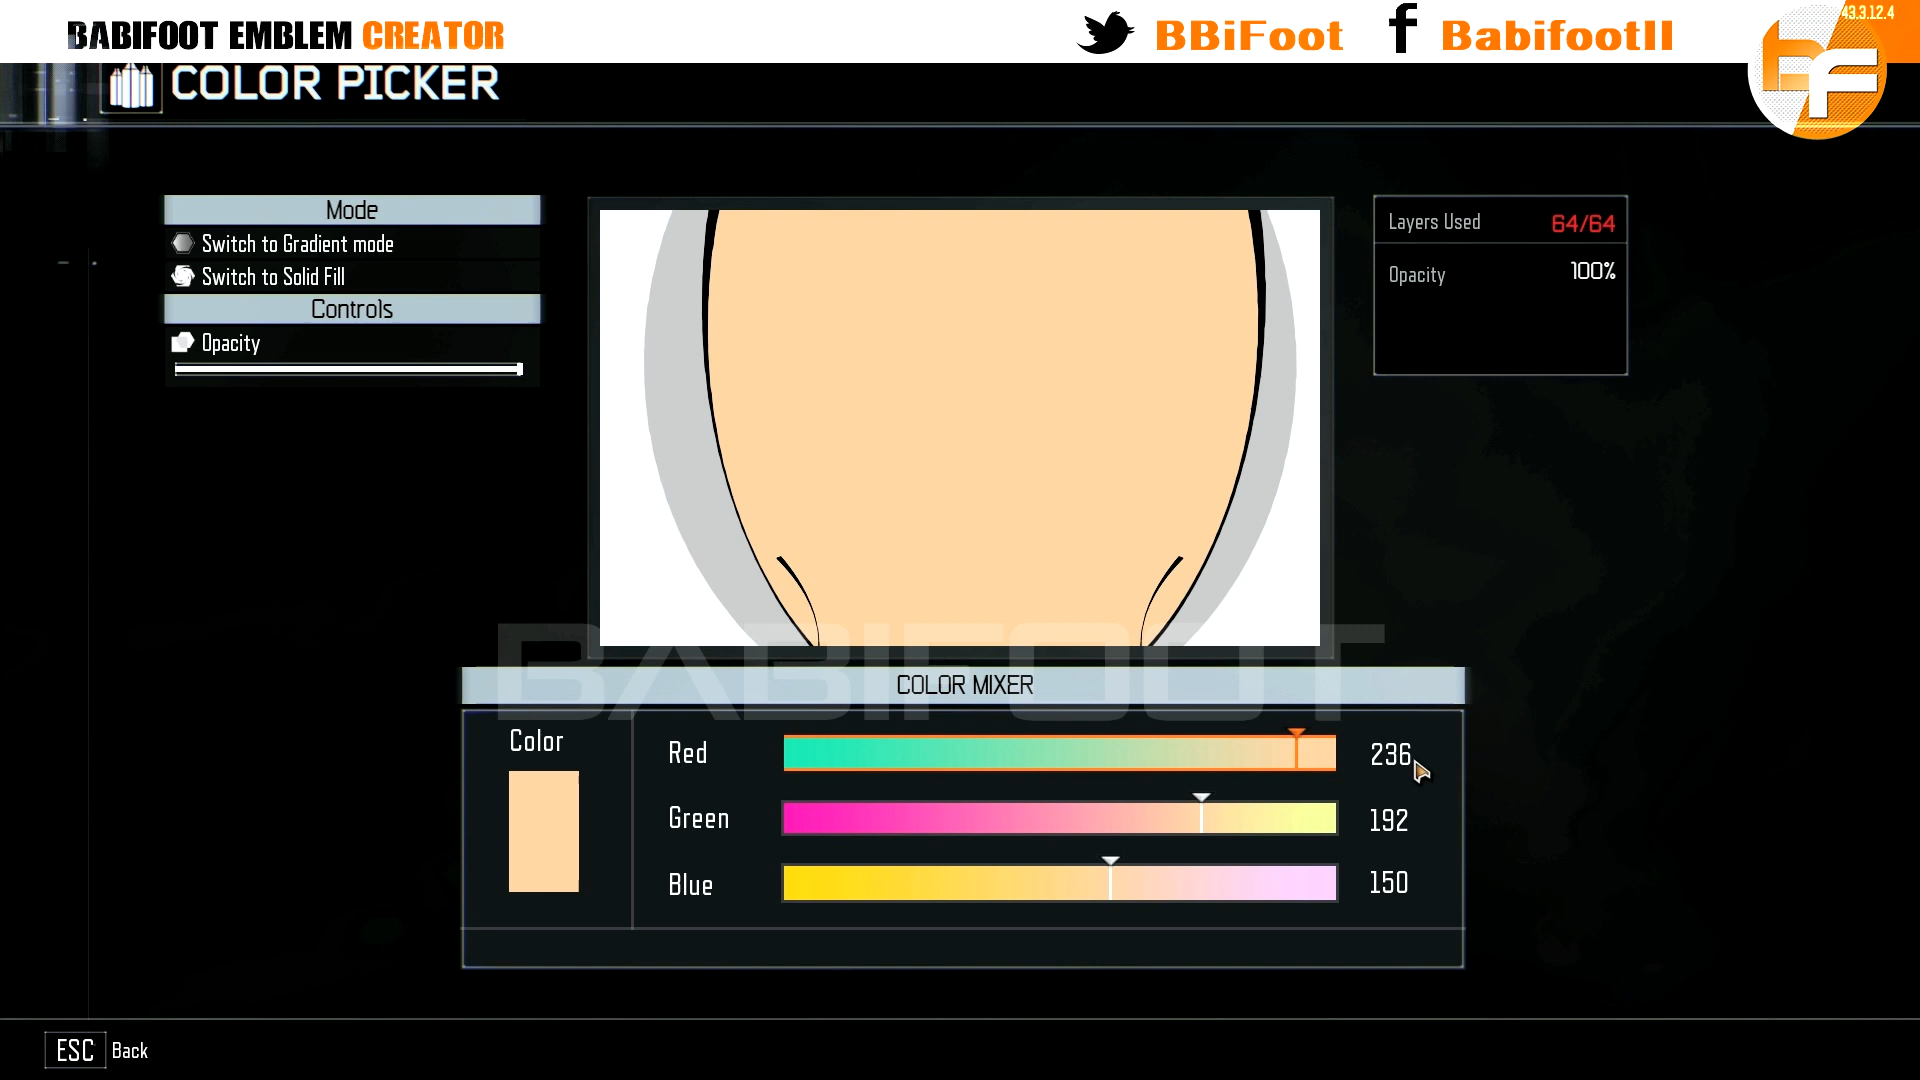 BABIFOOT EMBLEM CREATOR
BBiFoot
BabifootII
43.3.12.4
bF
COLOR PICKER
Mode
Switch to Gradient mode
Switch to Solid Fill
Controls
Opacity
Layers Used 64/64
Opacity 100%
BABIFOOT
COLOR MIXER
Color
Red 236
Green 192
Blue 150
ESC Back